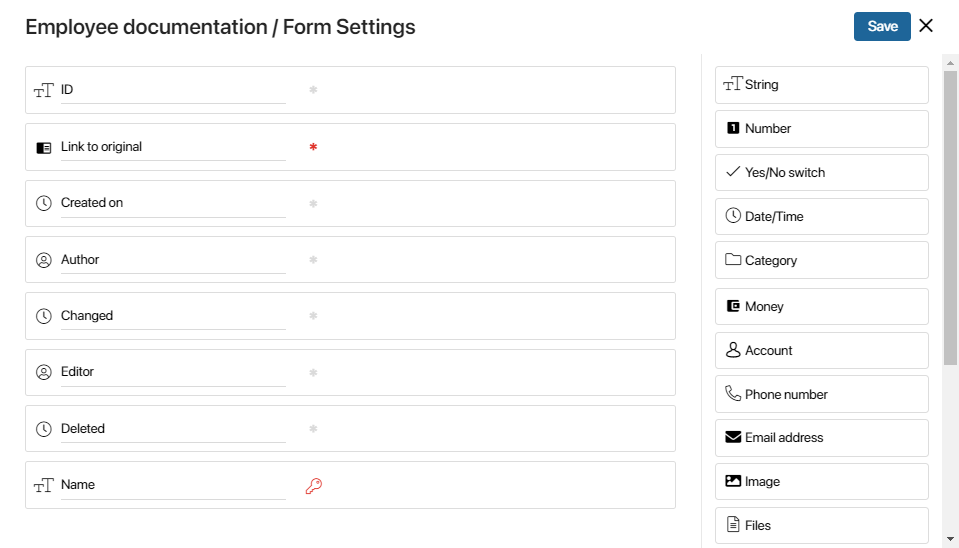 Employee documentation / Form Settings
Save
ID
Link to original
Created on
Author
Changed
Editor
Deleted
Name
String
Number
Yes/No switch
Date/Time
Category
Money
Account
Phone number
Email address
Image
Files